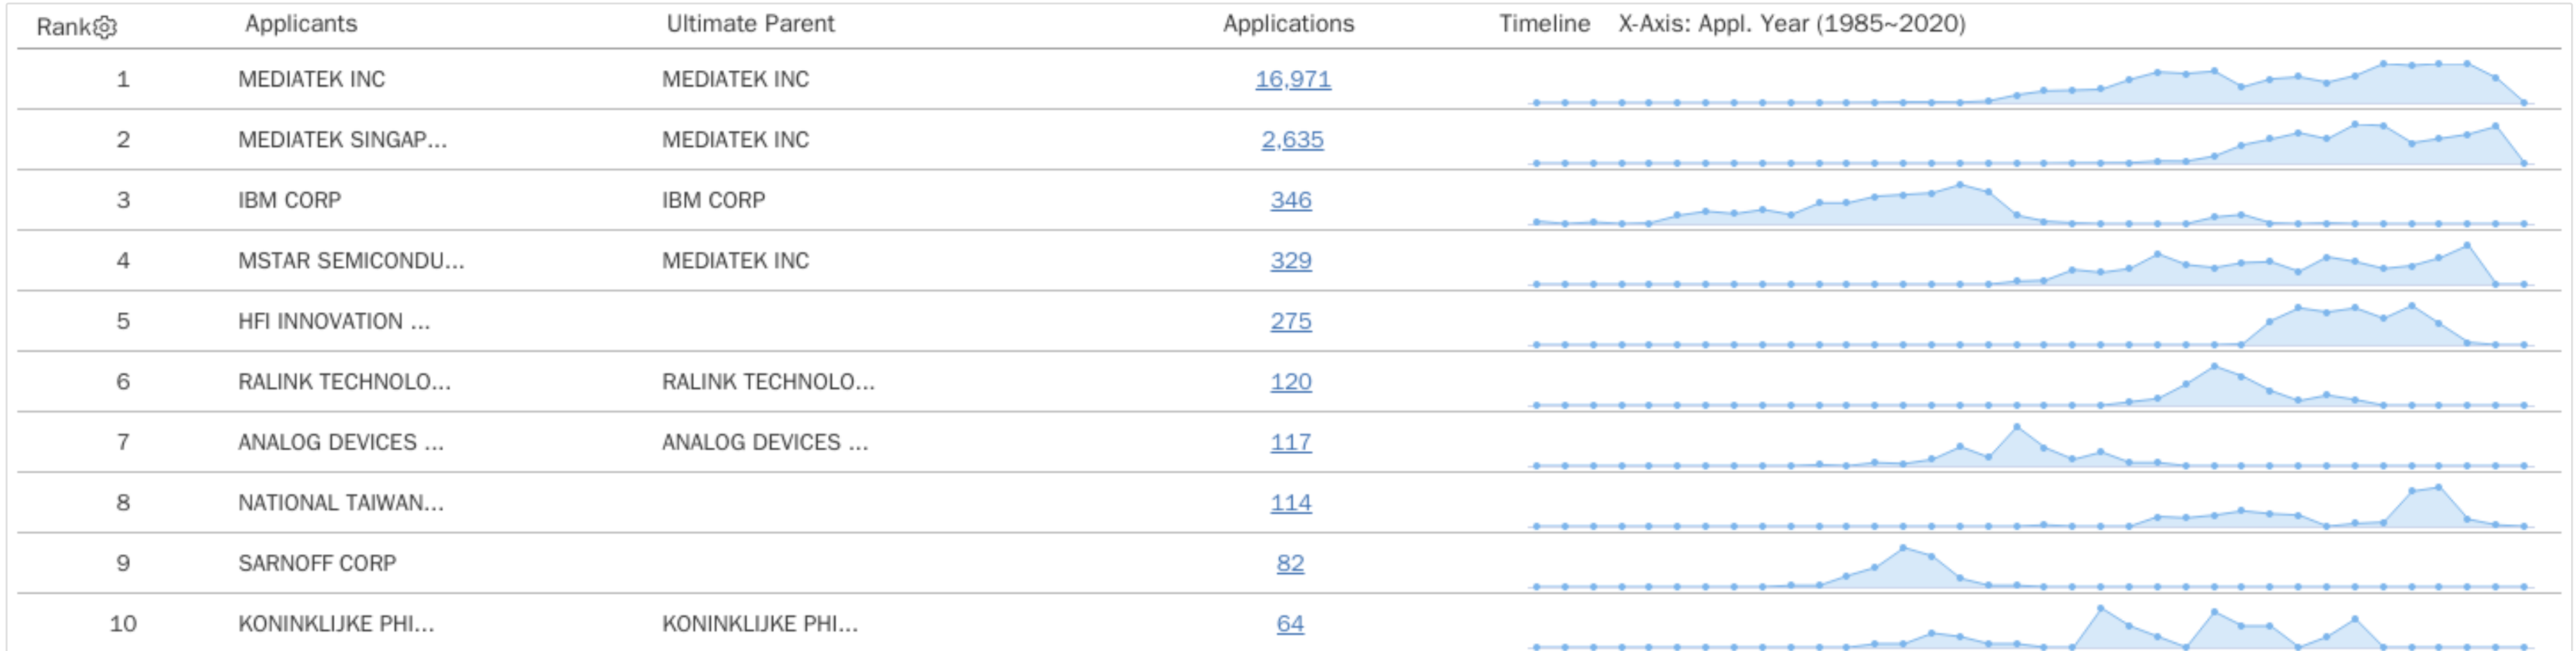 Rank Applicants Ultimate Parent Applications Timeline X-Axis: Appl. Year (1985~2020)
1 MEDIATEK INC MEDIATEK INC 16,971
2 MEDIATEK SINGAP... MEDIATEK INC 2,635
3 IBM CORP IBM CORP 346
4 MSTAR SEMICONDU... MEDIATEK INC 329
5 HFI INNOVATION ... 275
6 RALINK TECHNOLO... RALINK TECHNOLO... 120
7 ANALOG DEVICES ... ANALOG DEVICES ... 117
8 NATIONAL TAIWAN... 114
9 SARNOFF CORP 82
10 KONINKLIJKE PHI... KONINKLIJKE PHI... 64